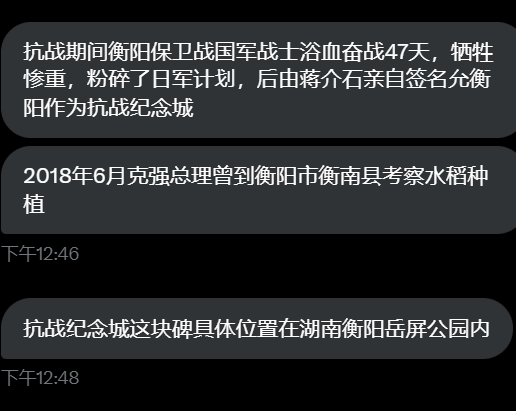 抗战期间衡阳保卫战国军战士浴血奋战47天，牺牲
惨重，粉碎了日军计划，后由蒋介石亲自签名允衡
阳作为抗战纪念城
2018年6月克强总理曾到衡阳市衡南县考察水稻种
植
下午12:46
抗战纪念城这块碑具体位置在湖南衡阳岳屏公园内
下午12:48